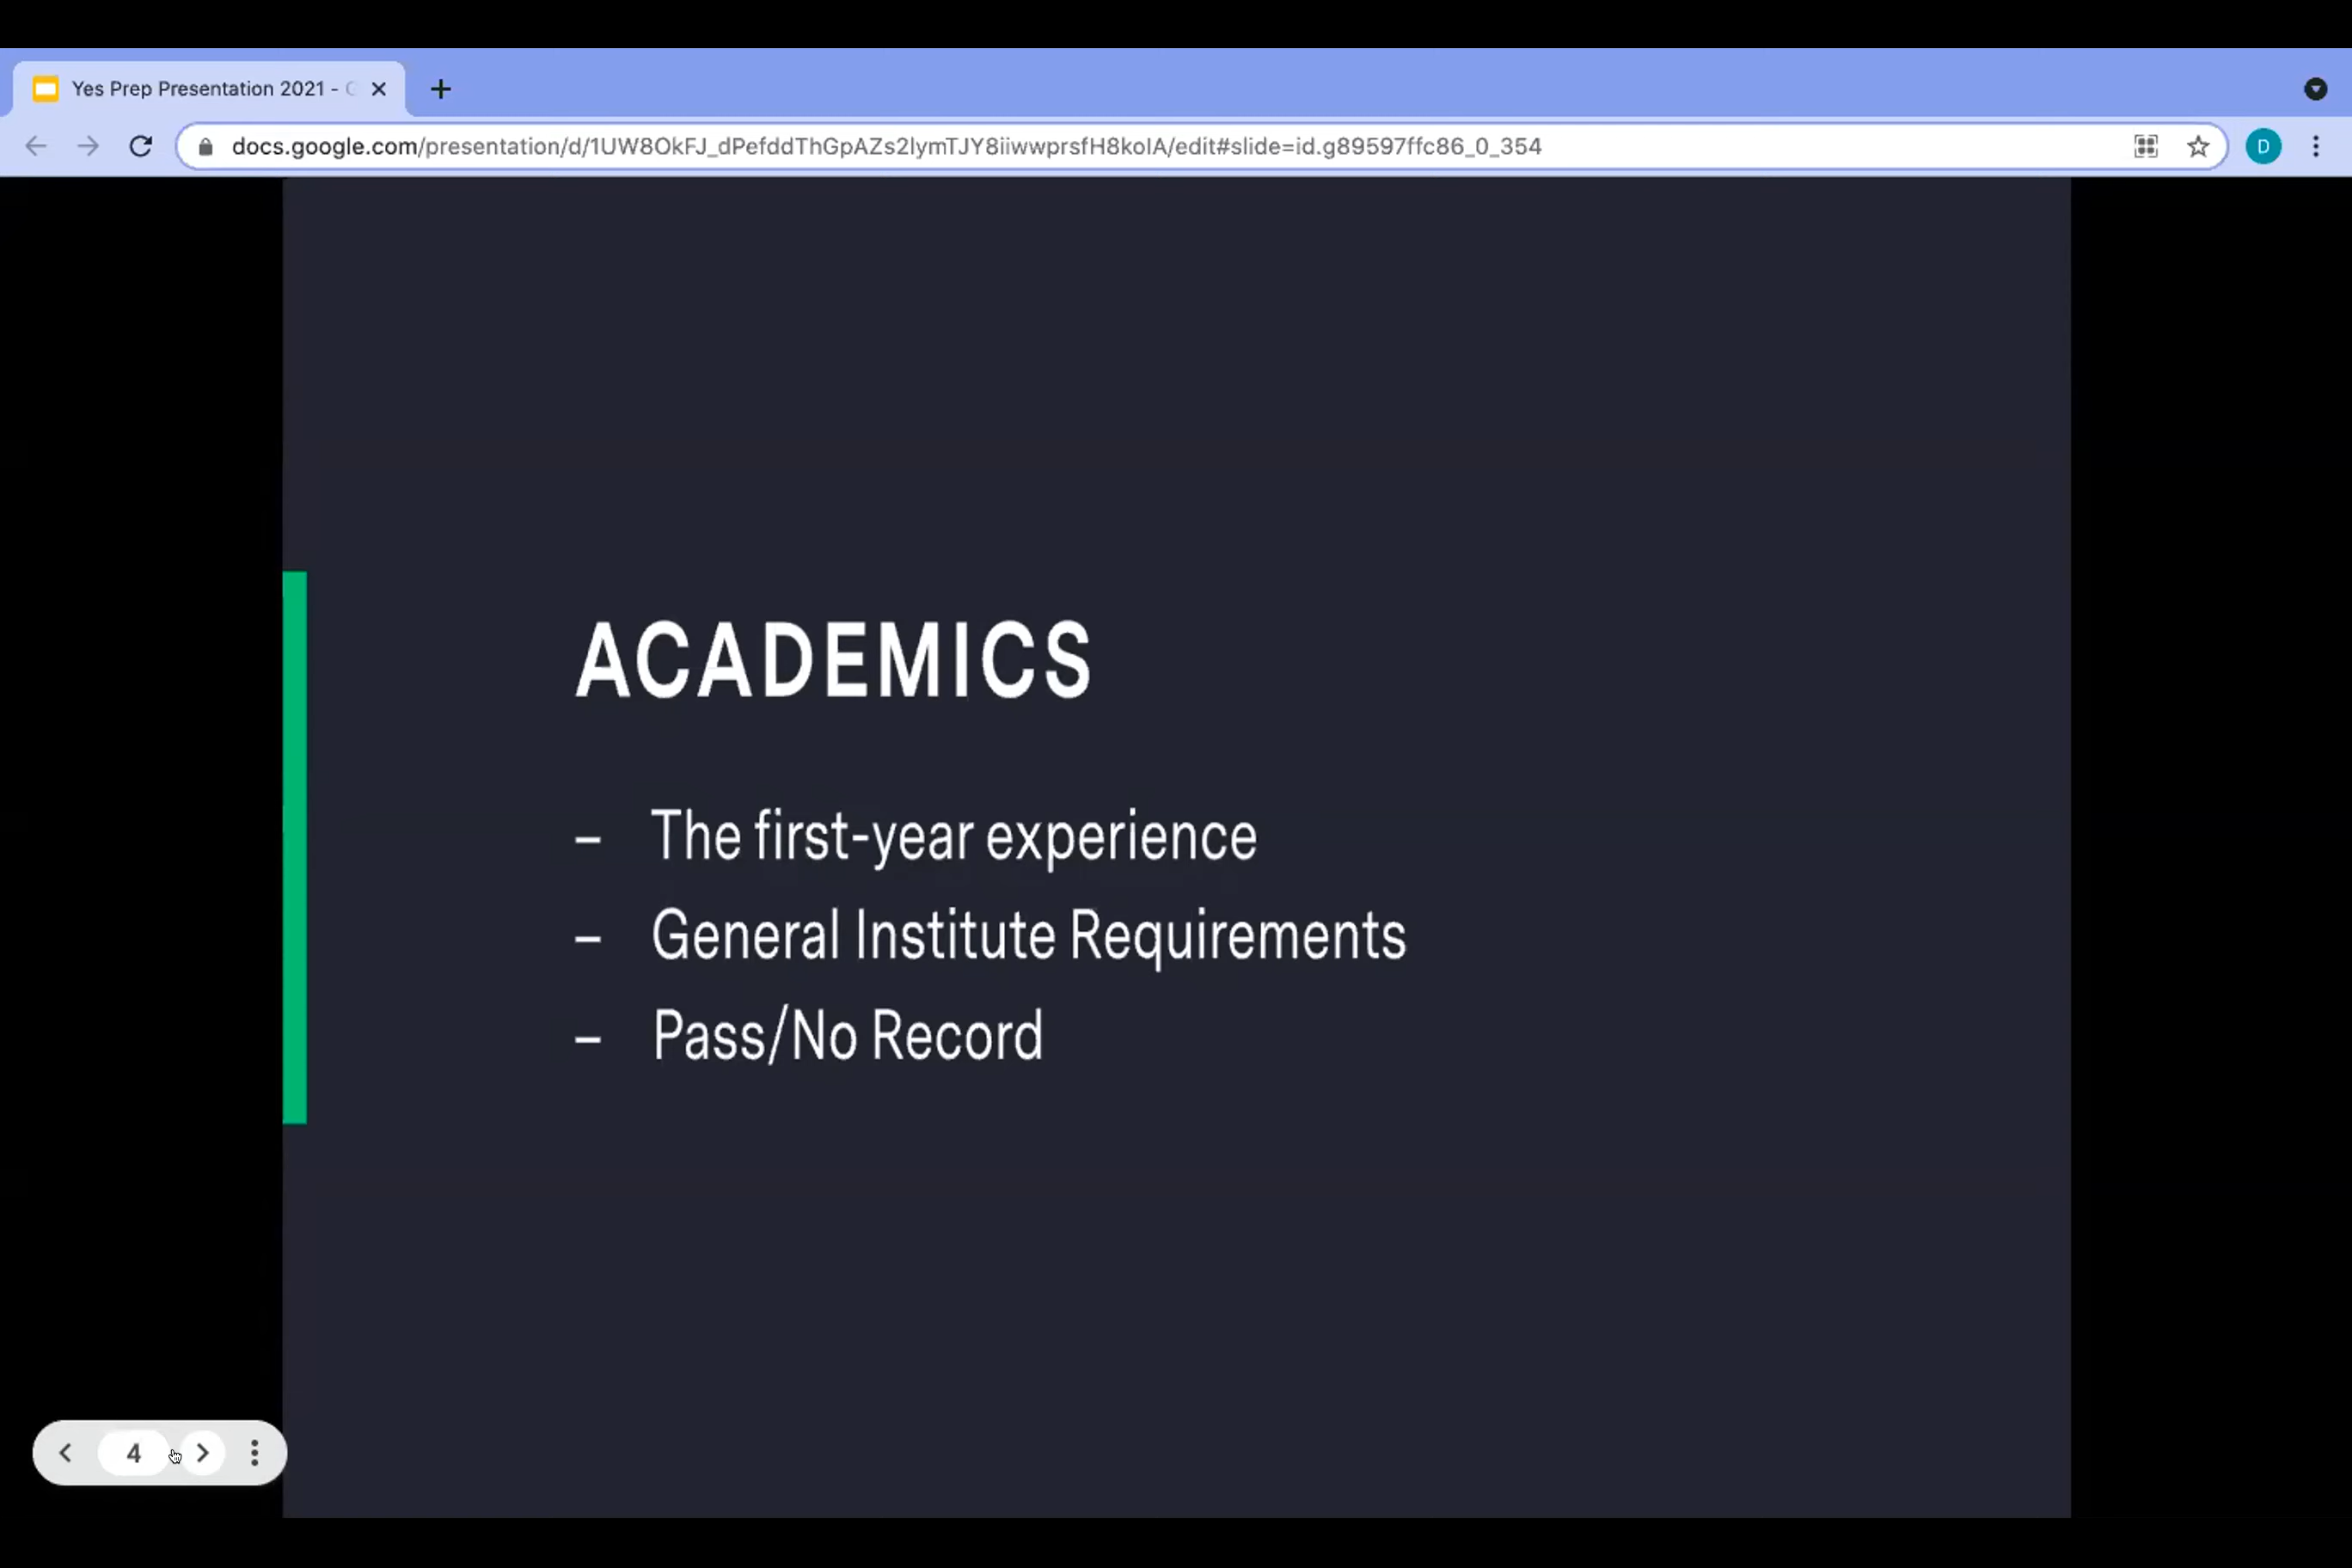 Yes Prep Presentation 2021 -
docs.google.com/presentation/d/1UW8OkFJ_dPefddThGpAZs2lymTJY8iiwwprsfH8kolA/edit#slide=id.g89597ffc86_0_354
D
ACADEMICS
– The first-year experience
– General Institute Requirements
– Pass/No Record
4